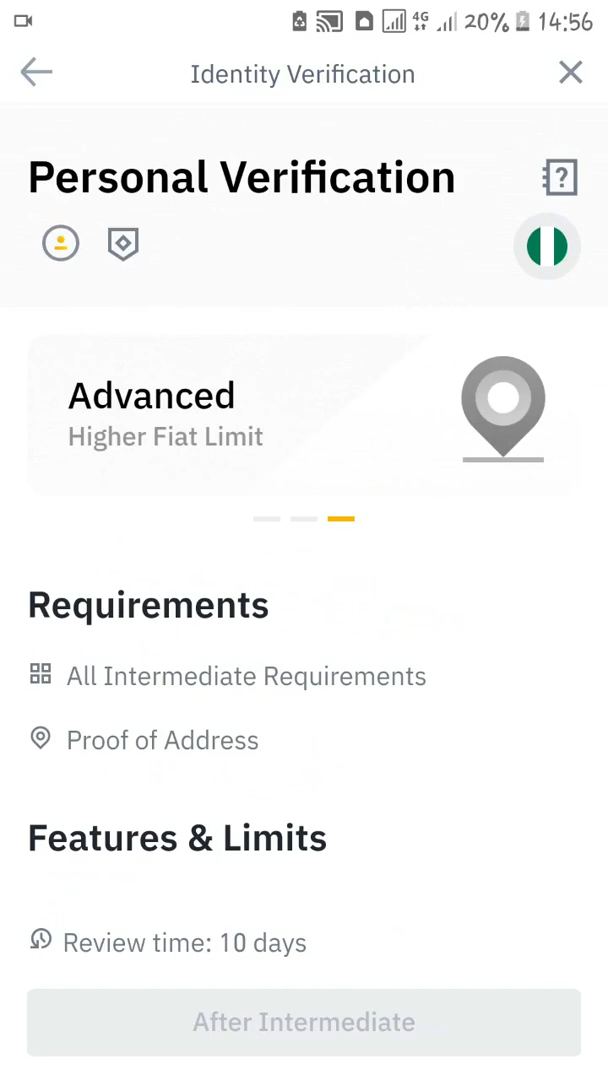 4G 20% 14:56
Identity Verification
Personal Verification
Advanced
Higher Fiat Limit
Requirements
All Intermediate Requirements
Proof of Address
Features & Limits
Review time: 10 days
After Intermediate